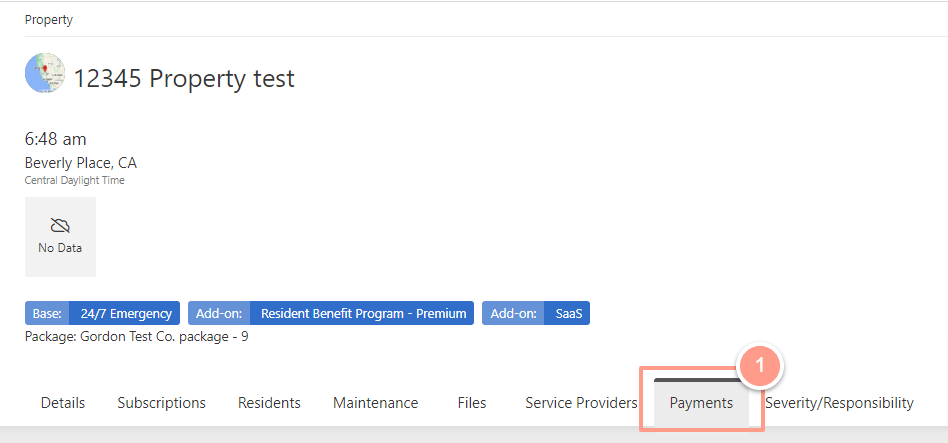 Property
12345 Property test
6:48 am
Beverly Place, CA
Central Daylight Time
No Data
Base: 24/7 Emergency Add-on: Resident Benefit Program - Premium Add-on: SaaS
Package: Gordon Test Co. package - 9
1
Details Subscriptions Residents Maintenance Files Service Providers Payments Severity/Responsibility